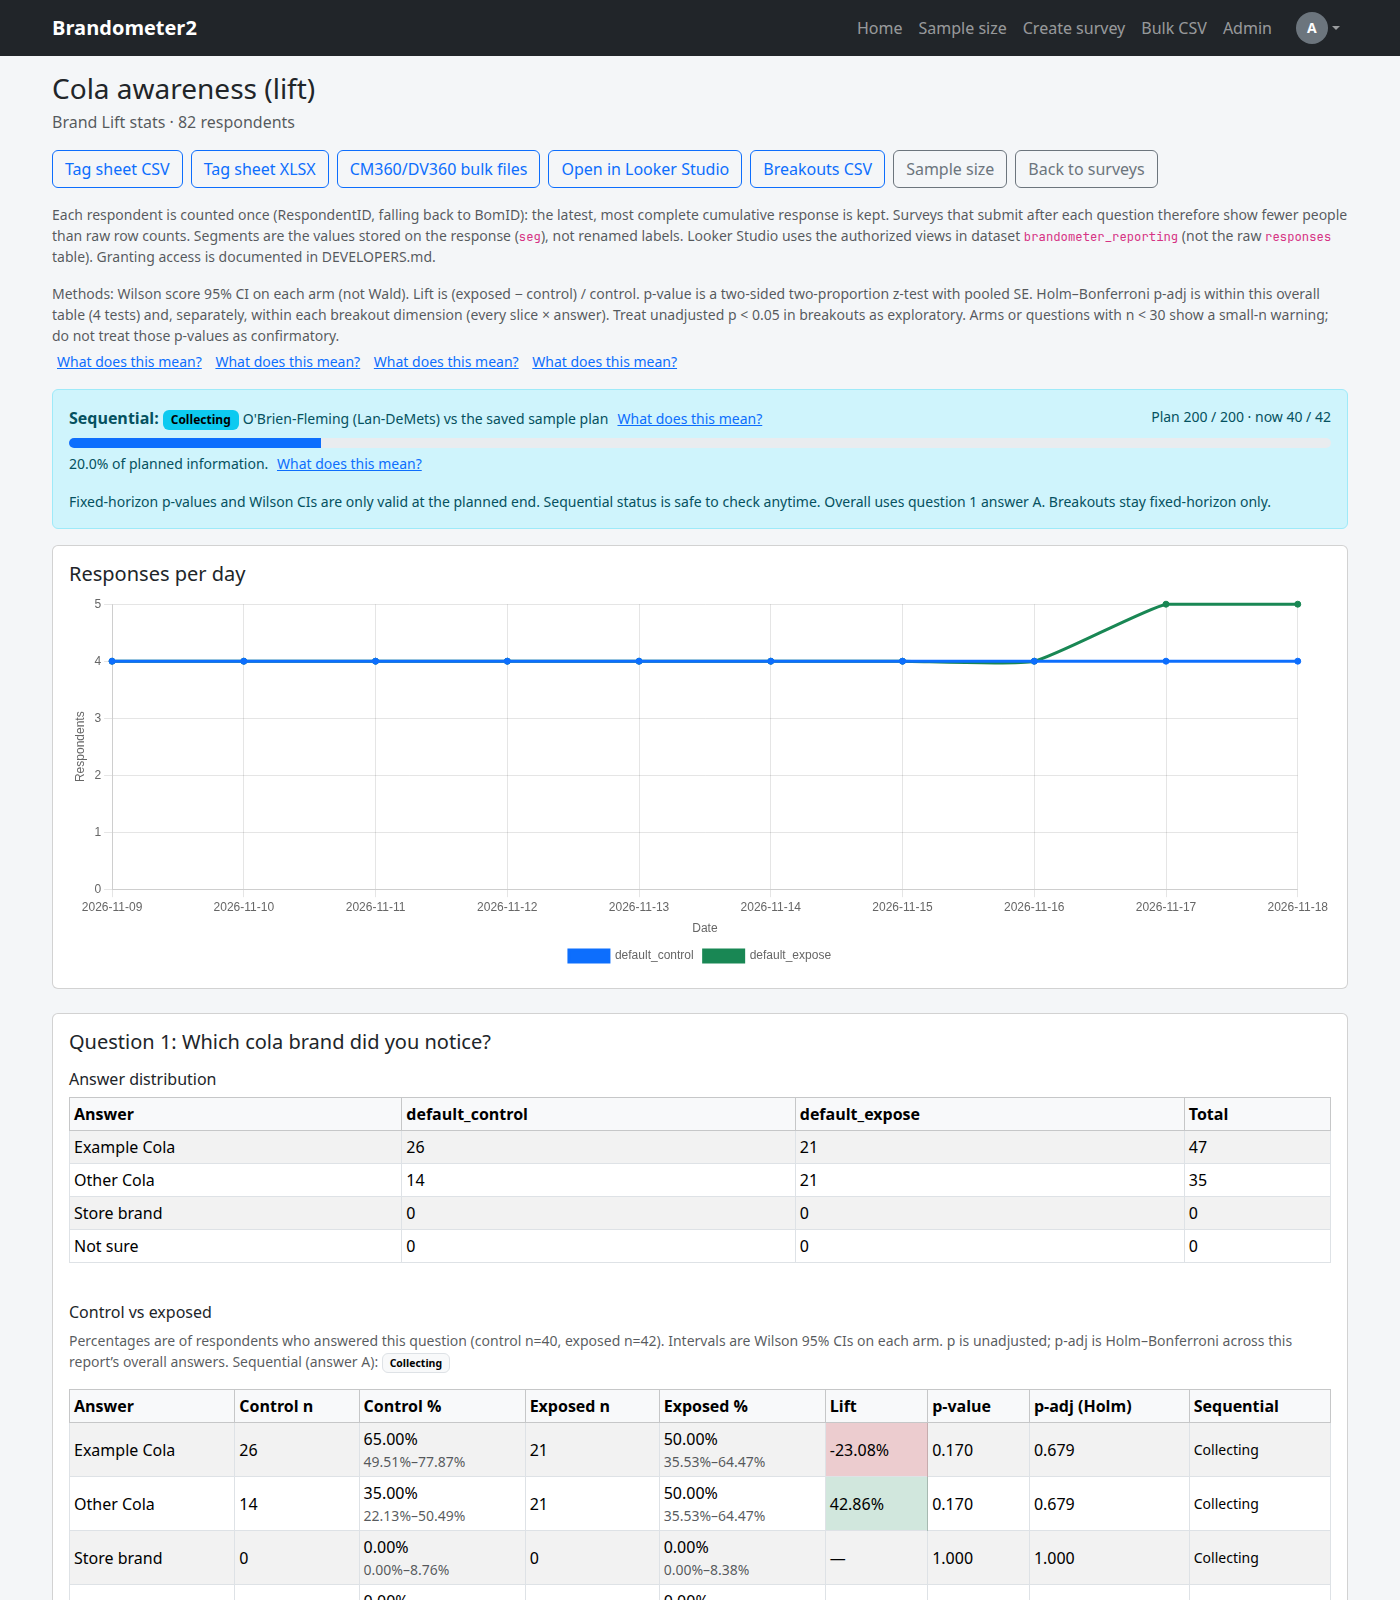 Brandometer2
Home Sample size Create survey Bulk CSV Admin A
Cola awareness (lift)
Brand Lift stats · 82 respondents
Tag sheet CSV Tag sheet XLSX CM360/DV360 bulk files Open in Looker Studio Breakouts CSV Sample size Back to surveys
Each respondent is counted once (RespondentID, falling back to BomID): the latest, most complete cumulative response is kept. Surveys that submit after each question therefore show fewer people
than raw row counts. Segments are the values stored on the response (seg), not renamed labels. Looker Studio uses the authorized views in dataset brandometer_reporting (not the raw responses
table). Granting access is documented in DEVELOPERS.md.
Methods: Wilson score 95% CI on each arm (not Wald). Lift is (exposed − control) / control. p-value is a two-sided two-proportion z-test with pooled SE. Holm–Bonferroni p-adj is within this overall
table (4 tests) and, separately, within each breakout dimension (every slice × answer). Treat unadjusted p < 0.05 in breakouts as exploratory. Arms or questions with n < 30 show a small-n warning;
do not treat those p-values as confirmatory.
What does this mean? What does this mean? What does this mean? What does this mean?
Sequential: Collecting O'Brien-Fleming (Lan-DeMets) vs the saved sample plan What does this mean? Plan 200 / 200 · now 40 / 42
20.0% of planned information. What does this mean?
Fixed-horizon p-values and Wilson CIs are only valid at the planned end. Sequential status is safe to check anytime. Overall uses question 1 answer A. Breakouts stay fixed-horizon only.
Responses per day
5
4
3
2
1
0
Respondents
2026-11-09 2026-11-10 2026-11-11 2026-11-12 2026-11-13 2026-11-14 2026-11-15 2026-11-16 2026-11-17 2026-11-18
Date
default_control default_expose
Question 1: Which cola brand did you notice?
Answer distribution
Answer default_control default_expose Total
Example Cola 26 21 47
Other Cola 14 21 35
Store brand 0 0 0
Not sure 0 0 0
Control vs exposed
Percentages are of respondents who answered this question (control n=40, exposed n=42). Intervals are Wilson 95% CIs on each arm. p is unadjusted; p-adj is Holm–Bonferroni across this
report's overall answers. Sequential (answer A): Collecting
Answer Control n Control % Exposed n Exposed % Lift p-value p-adj (Holm) Sequential
Example Cola 26 65.00% 21 50.00% -23.08% 0.170 0.679 Collecting
49.51%–77.87% 35.53%–64.47%
Other Cola 14 35.00% 21 50.00% 42.86% 0.170 0.679 Collecting
22.13%–50.49% 35.53%–64.47%
Store brand 0 0.00% 0 0.00% — 1.000 1.000 Collecting
0.00%–8.76% 0.00%–8.38%
0.00% 0.00%